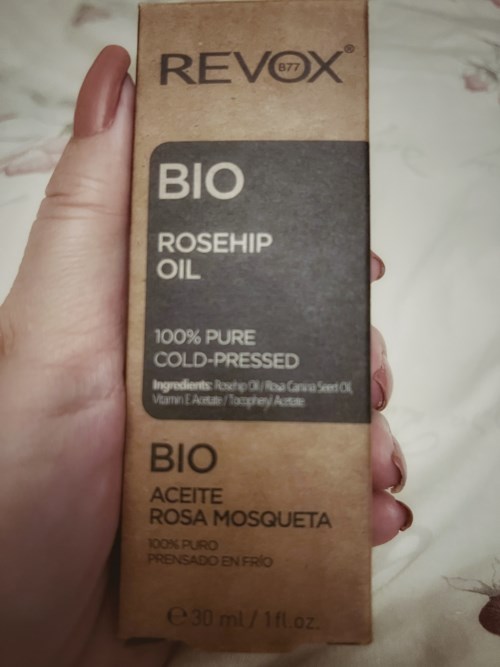 REVOX®
B77
BIO
ROSEHIP
OIL
100% PURE
COLD-PRESSED
Ingredients: Rosehip Oil / Rosa Canina Seed Oil,
Vitamin E Acetate / Tocopheryl Acetate.
BIO
ACEITE
ROSA MOSQUETA
100% PURO
PRENSADO EN FRÍO
℮ 30 ml / 1 fl.oz.